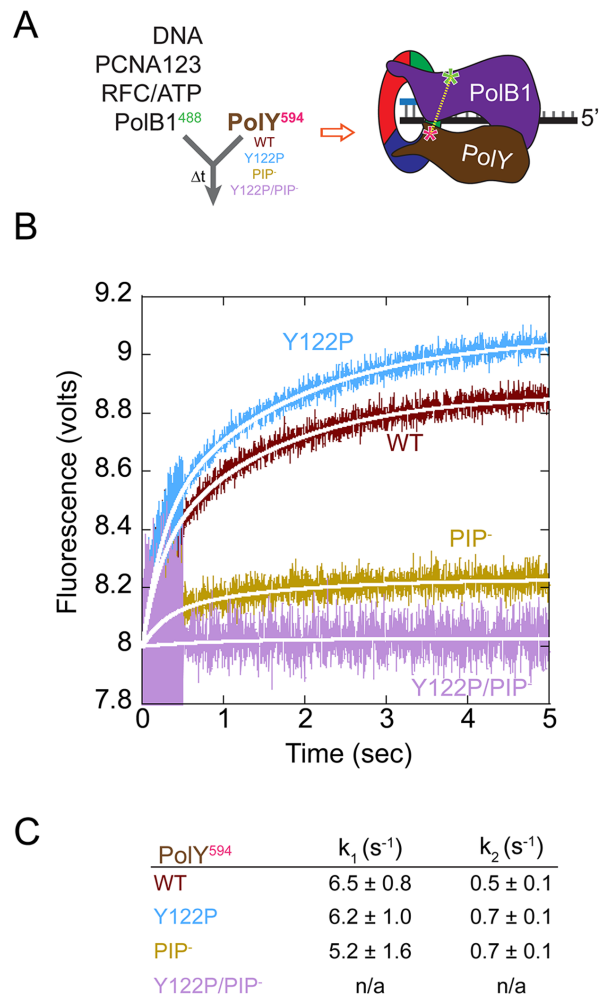 A
DNA
PCNA123
RFC/ATP
PolB1⁴⁸⁸ PolY⁵⁹⁴
WT
Y122P
PIP⁻
Y122P/PIP⁻
Δt
PolB1
5'
PolY
*
*
B
9.2
9
8.8
8.6
8.4
8.2
8
7.8
Fluorescence (volts)
Y122P
WT
PIP⁻
Y122P/PIP⁻
0 1 2 3 4 5
Time (sec)
C
PolY⁵⁹⁴ k₁ (s⁻¹) k₂ (s⁻¹)
WT 6.5 ± 0.8 0.5 ± 0.1
Y122P 6.2 ± 1.0 0.7 ± 0.1
PIP⁻ 5.2 ± 1.6 0.7 ± 0.1
Y122P/PIP⁻ n/a n/a